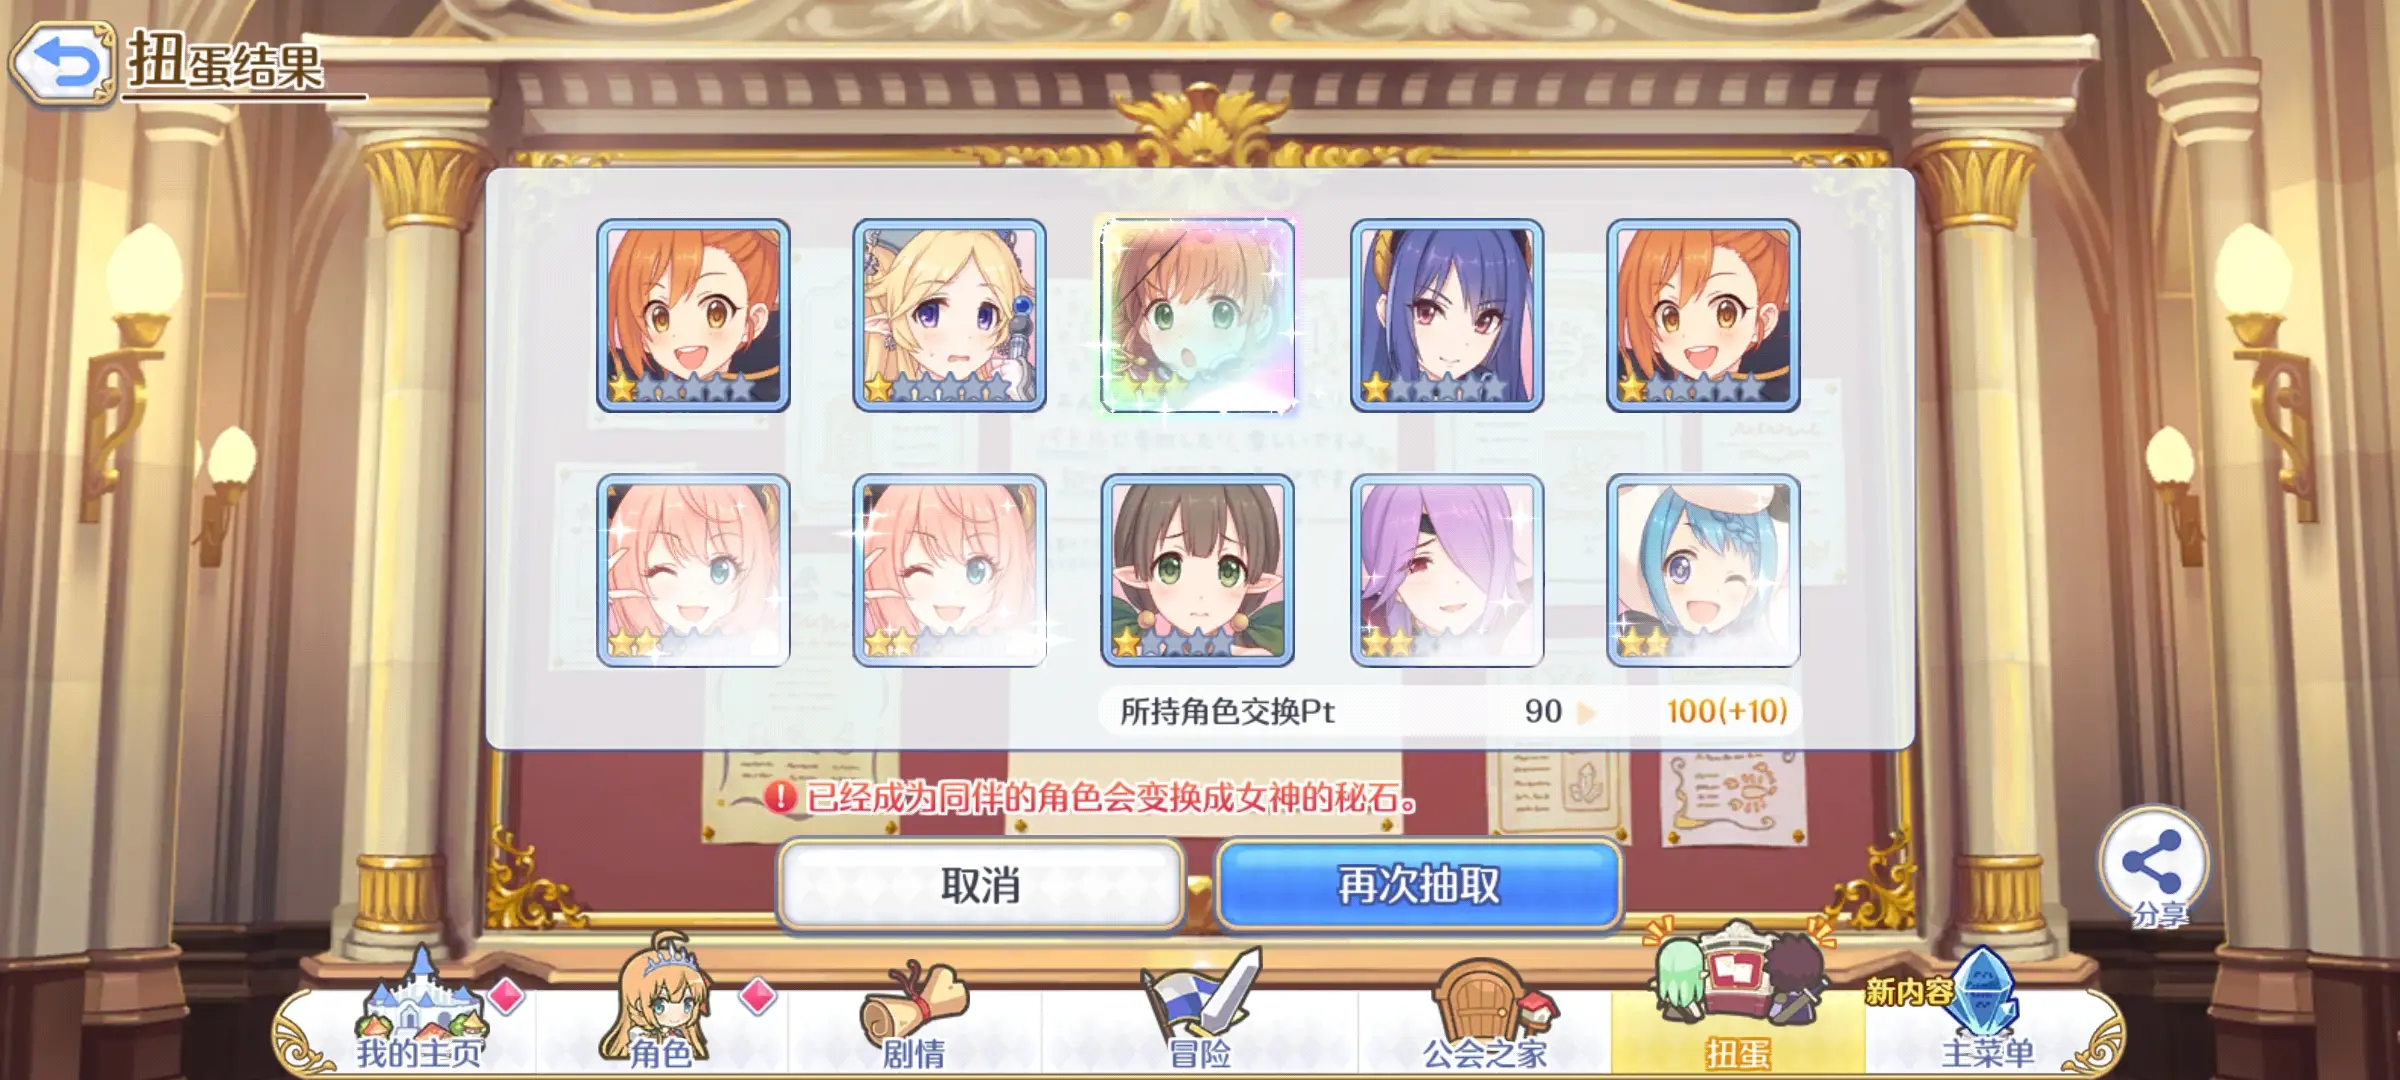 扭蛋结果
所持角色交换Pt 90 100(+10)
已经成为同伴的角色会变换成女神的秘石。
取消
再次抽取
分享
新内容
我的主页
角色
剧情
冒险
公会之家
扭蛋
主菜单